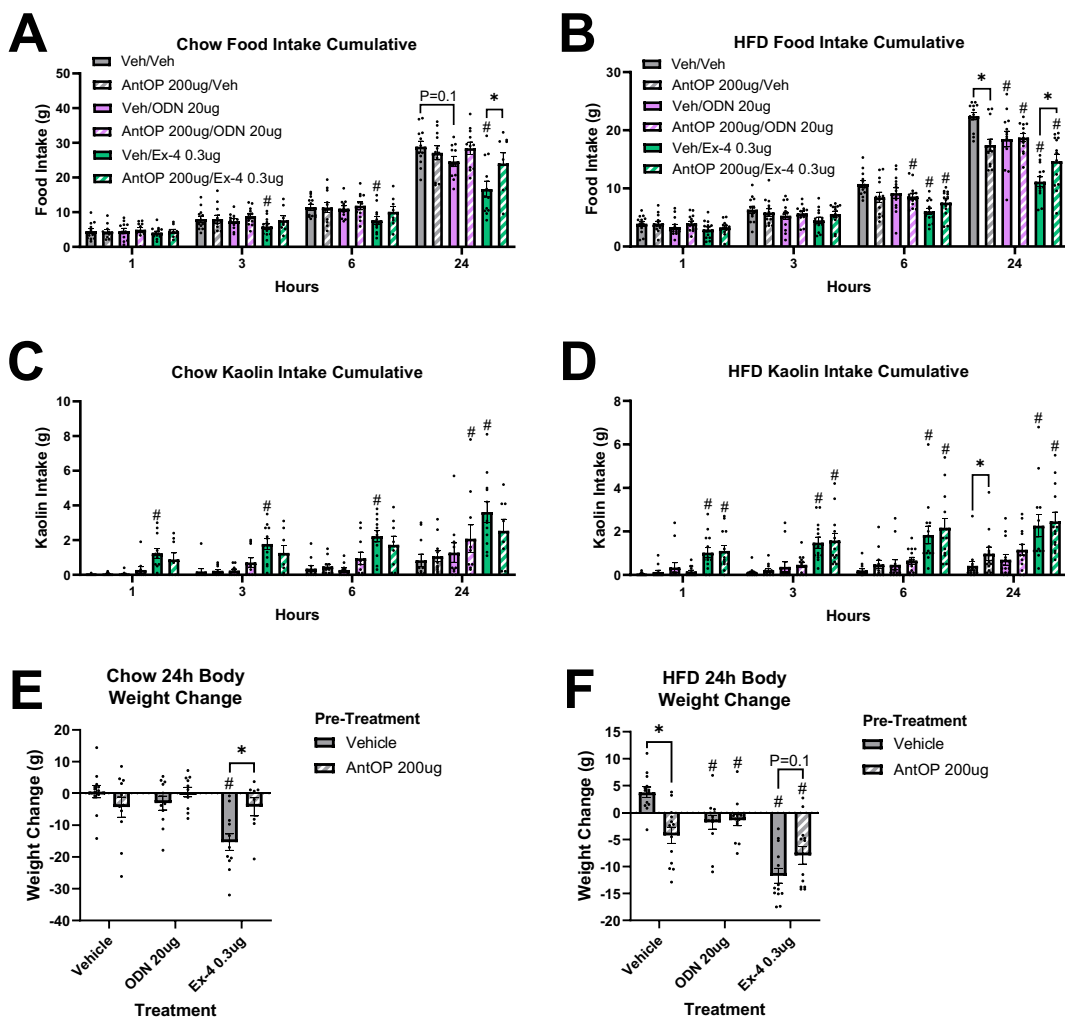 A
Chow Food Intake Cumulative
Veh/Veh
AntOP 200ug/Veh
Veh/ODN 20ug
AntOP 200ug/ODN 20ug
Veh/Ex-4 0.3ug
AntOP 200ug/Ex-4 0.3ug
Food Intake (g)
50
40
30
20
10
0
# # P=0.1 # *
1 3 6 24
Hours
B
HFD Food Intake Cumulative
Veh/Veh
AntOP 200ug/Veh
Veh/ODN 20ug
AntOP 200ug/ODN 20ug
Veh/Ex-4 0.3ug
AntOP 200ug/Ex-4 0.3ug
Food Intake (g)
30
20
10
0
# # # * # # # * #
1 3 6 24
Hours
C
Chow Kaolin Intake Cumulative
Kaolin Intake (g)
10
8
6
4
2
0
# # # # #
1 3 6 24
Hours
D
HFD Kaolin Intake Cumulative
Kaolin Intake (g)
8
6
4
2
0
# # # # # # * # #
1 3 6 24
Hours
E
Chow 24h Body
Weight Change
Weight Change (g)
20
10
0
-10
-20
-30
-40
# *
Vehicle
ODN 20ug
Ex-4 0.3ug
Treatment
Pre-Treatment
Vehicle
AntOP 200ug
F
HFD 24h Body
Weight Change
Weight Change (g)
15
10
5
0
-5
-10
-15
-20
* # # P=0.1 # #
Vehicle
ODN 20ug
Ex-4 0.3ug
Treatment
Pre-Treatment
Vehicle
AntOP 200ug